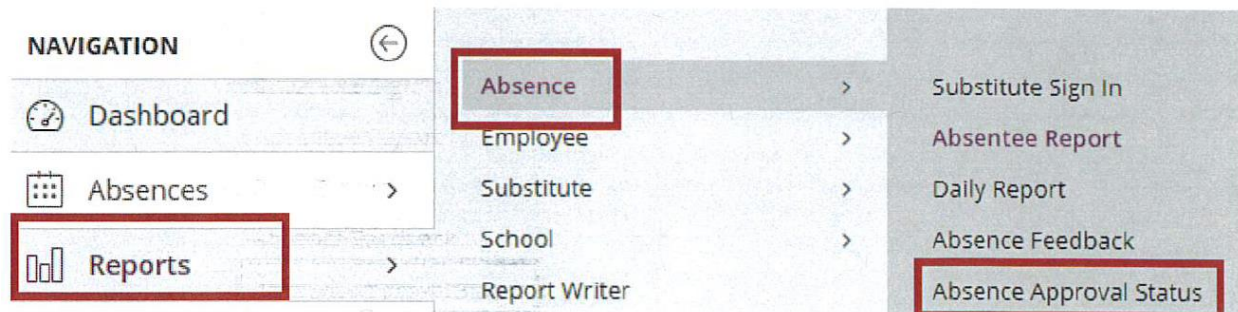 NAVIGATION
Dashboard
Absences
Reports
Absence
Employee
Substitute
School
Report Writer
Substitute Sign In
Absentee Report
Daily Report
Absence Feedback
Absence Approval Status